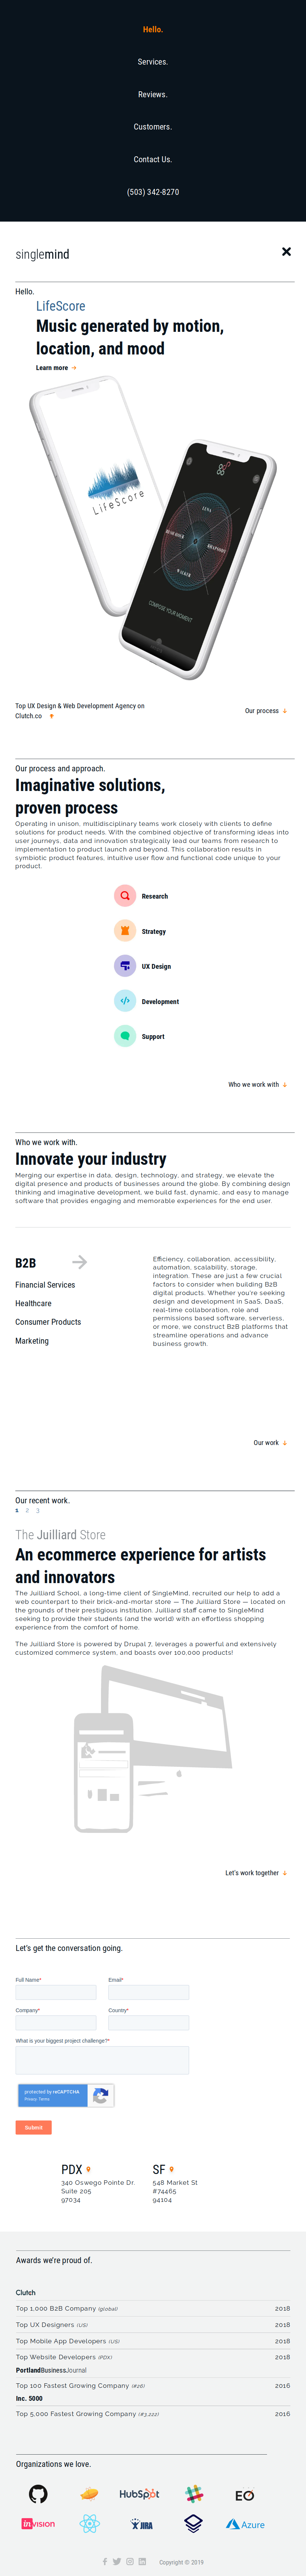 Hello.
Services.
Reviews.
Customers.
Contact Us.
(503) 342-8270
singlemind
Hello.
LifeScore
Music generated by motion,
location, and mood
Learn more
LifeScore
LUNA
RHAPSODY
COMPOSE YOUR MOMENT
Top UX Design & Web Development Agency on
Clutch.co
Our process
Our process and approach.
Imaginative solutions,
proven process
Operating in unison, multidisciplinary teams work closely with clients to define
solutions for product needs. With the combined objective of transforming ideas into
user journeys, data and innovation strategically lead our teams from research to
implementation to product launch and beyond. This collaboration results in
symbiotic product features, intuitive user flow and functional code unique to your
product.
Research
Strategy
UX Design
Development
Support
Who we work with
Who we work with.
Innovate your industry
Merging our expertise in data, design, technology, and strategy, we elevate the
digital presence and products of businesses around the globe. By combining design
thinking and imaginative development, we build fast, dynamic, and easy to manage
software that provides engaging and memorable experiences for the end user.
B2B
Financial Services
Healthcare
Consumer Products
Marketing
Efficiency, collaboration, accessibility,
automation, scalability, storage,
integration. These are just a few crucial
factors to consider when building B2B
digital products. Whether you're seeking
design and development in SaaS, DaaS,
real-time collaboration, role and
permissions based software, serverless,
or more, we construct B2B platforms that
streamline operations and advance
business growth.
Our work
Our recent work.
1 2 3
The Juilliard Store
An ecommerce experience for artists
and innovators
The Juilliard School, a long-time client of SingleMind, recruited our help to add a
web counterpart to their brick-and-mortar store — The Juilliard Store — located on
the grounds of their prestigious institution. Juilliard staff came to SingleMind
seeking to provide their students (and the world) with an effortless shopping
experience from the comfort of home.
The Juilliard Store is powered by Drupal 7, leverages a powerful and extensively
customized commerce system, and boasts over 100,000 products!
Let's work together
Let's get the conversation going.
Full Name*
Email*
Company*
Country*
What is your biggest project challenge?*
protected by reCAPTCHA
Privacy Terms
Submit
PDX
340 Oswego Pointe Dr.
Suite 205
97034
SF
548 Market St
#74465
94104
Awards we're proud of.
Clutch
Top 1,000 B2B Company (global) 2018
Top UX Designers (US) 2018
Top Mobile App Developers (US) 2018
Top Website Developers (PDX) 2018
PortlandBusinessJournal
Top 100 Fastest Growing Company (#26) 2016
Inc. 5000
Top 5,000 Fastest Growing Company (#3,222) 2016
Organizations we love.
HubSpot
EO
invision
JIRA
Azure
Copyright © 2019